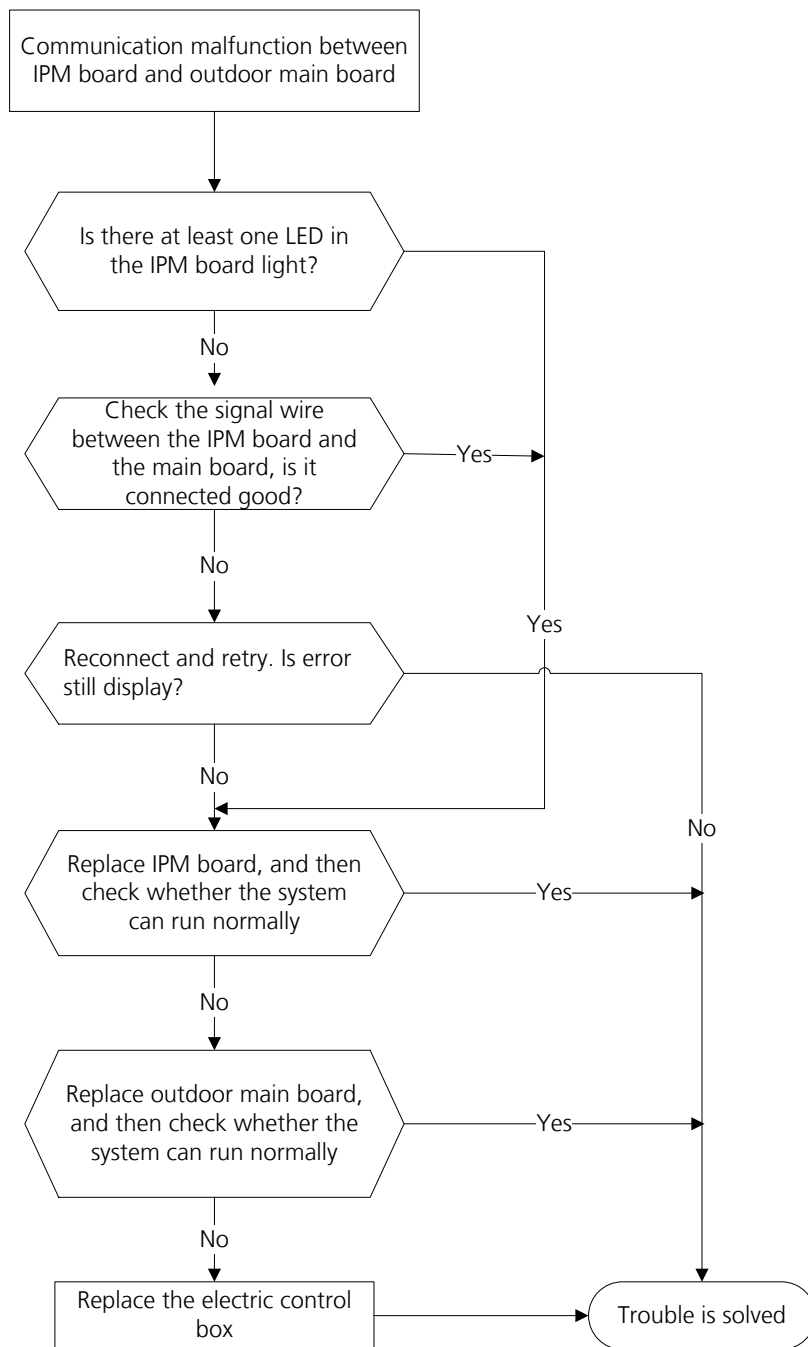 Communication malfunction between
IPM board and outdoor main board
Is there at least one LED in
the IPM board light?
No
Check the signal wire
between the IPM board and
the main board, is it
connected good?
Yes
No
Yes
Reconnect and retry. Is error
still display?
No
No
Replace IPM board, and then
check whether the system
can run normally
Yes
No
Replace outdoor main board,
and then check whether the
system can run normally
Yes
No
Replace the electric control
box
Trouble is solved